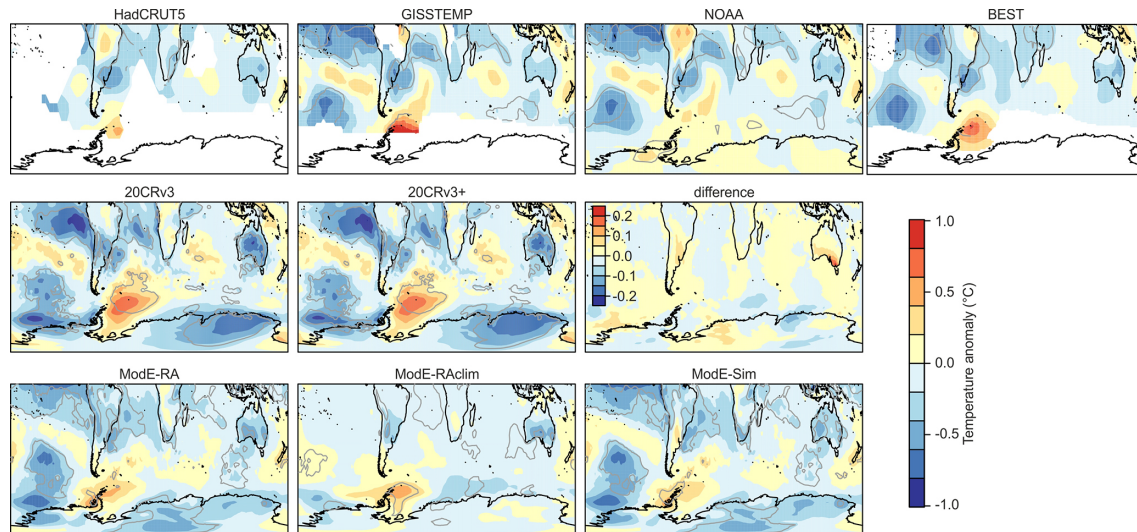 HadCRUT5 GISSTEMP NOAA BEST
20CRv3 20CRv3+ difference
0.2
0.1
0.0
-0.1
-0.2
1.0
0.5
0.0
-0.5
-1.0
Temperature anomaly (°C)
ModE-RA ModE-RAclim ModE-Sim